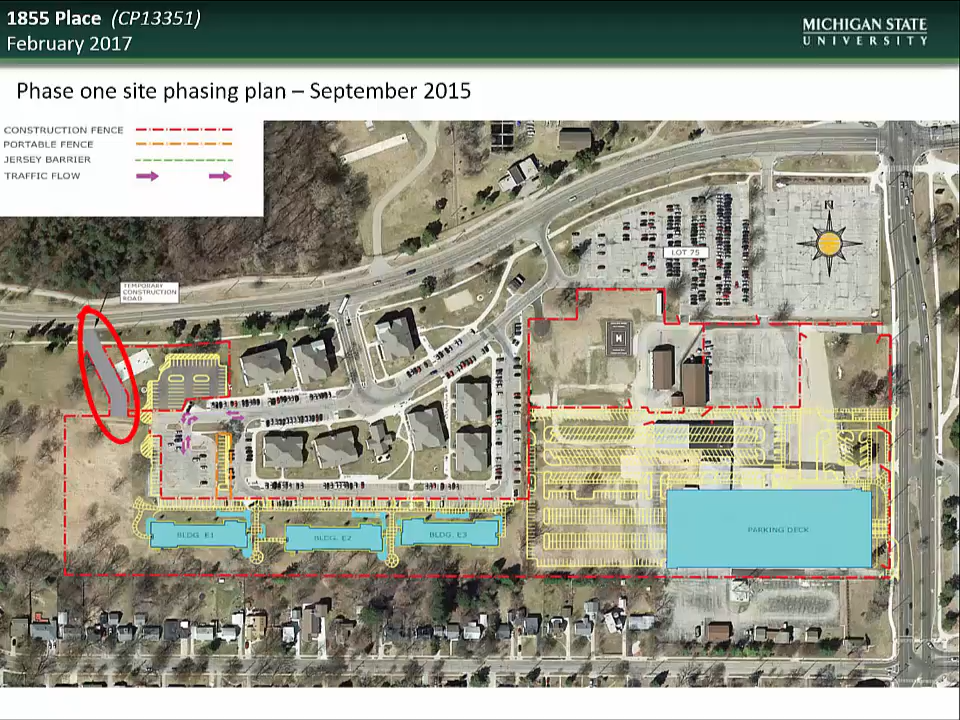 1855 Place (CP13351)
February 2017
MICHIGAN STATE
UNIVERSITY
Phase one site phasing plan – September 2015
CONSTRUCTION FENCE
PORTABLE FENCE
JERSEY BARRIER
TRAFFIC FLOW
N
LOT 75
TEMPORARY
CONSTRUCTION
ROAD
H
BLDG. E1
BLDG. E2
BLDG. E3
PARKING DECK